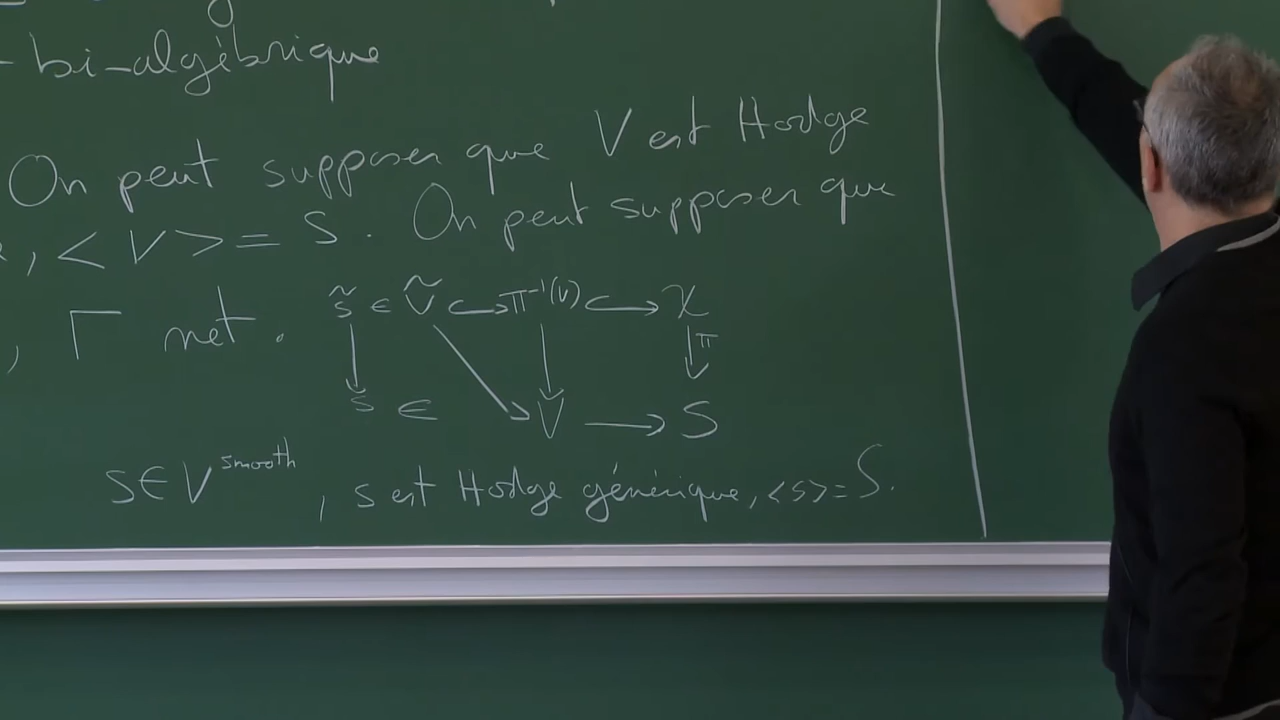 - bi-algébrique
On peut supposer que V est Hodge
, < V > = S. On peut supposer que
, Γ net.
s̃ ∈ Ṽ ↪ π⁻¹(V) ↪ X
π
s ∈ V → S
s ∈ V^smooth, s est Hodge générique, <s> = S.